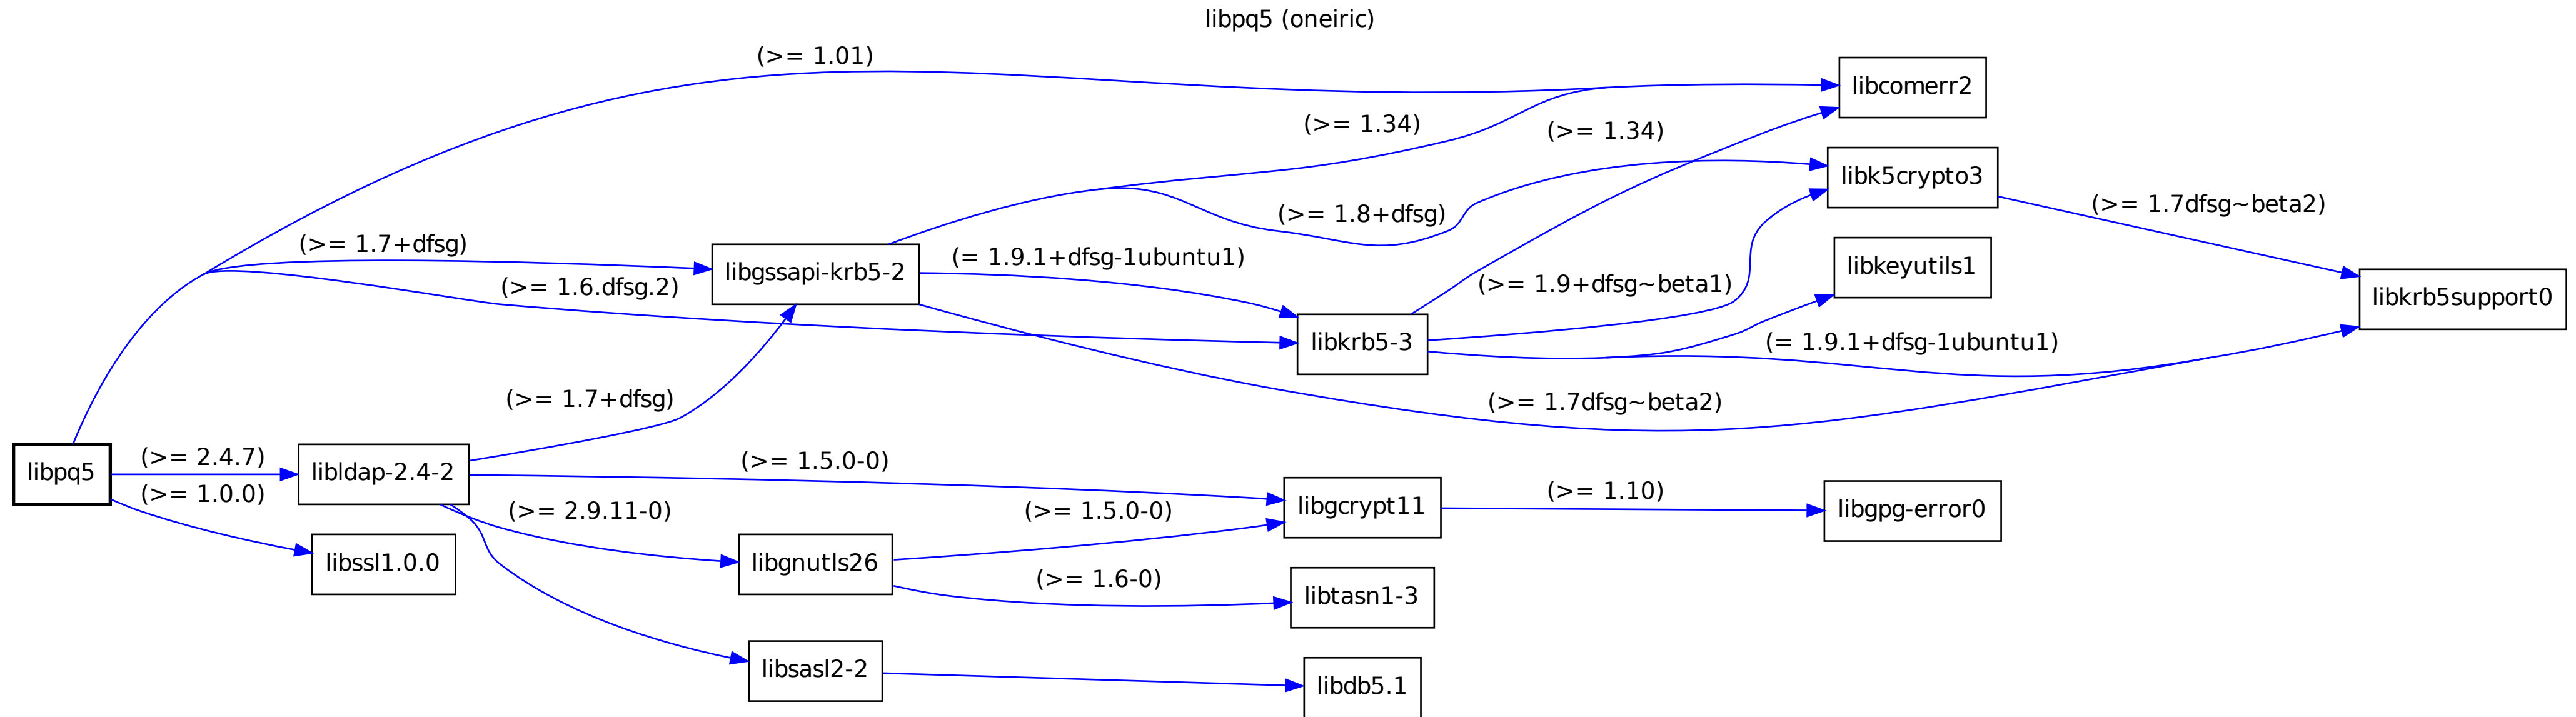 libpq5 (oneiric)
(>= 1.01)
libcomerr2
(>= 1.34)
(>= 1.34)
libk5crypto3
(>= 1.7dfsg~beta2)
(>= 1.8+dfsg)
(>= 1.7+dfsg)
libgssapi-krb5-2
(= 1.9.1+dfsg-1ubuntu1)
libkeyutils1
(>= 1.6.dfsg.2)
(>= 1.9+dfsg~beta1)
libkrb5support0
libkrb5-3
(= 1.9.1+dfsg-1ubuntu1)
(>= 1.7+dfsg)
(>= 1.7dfsg~beta2)
libpq5
(>= 2.4.7)
libldap-2.4-2
(>= 1.5.0-0)
(>= 1.0.0)
(>= 2.9.11-0)
(>= 1.5.0-0)
libgcrypt11
(>= 1.10)
libgpg-error0
libssl1.0.0
libgnutls26
(>= 1.6-0)
libtasn1-3
libsasl2-2
libdb5.1